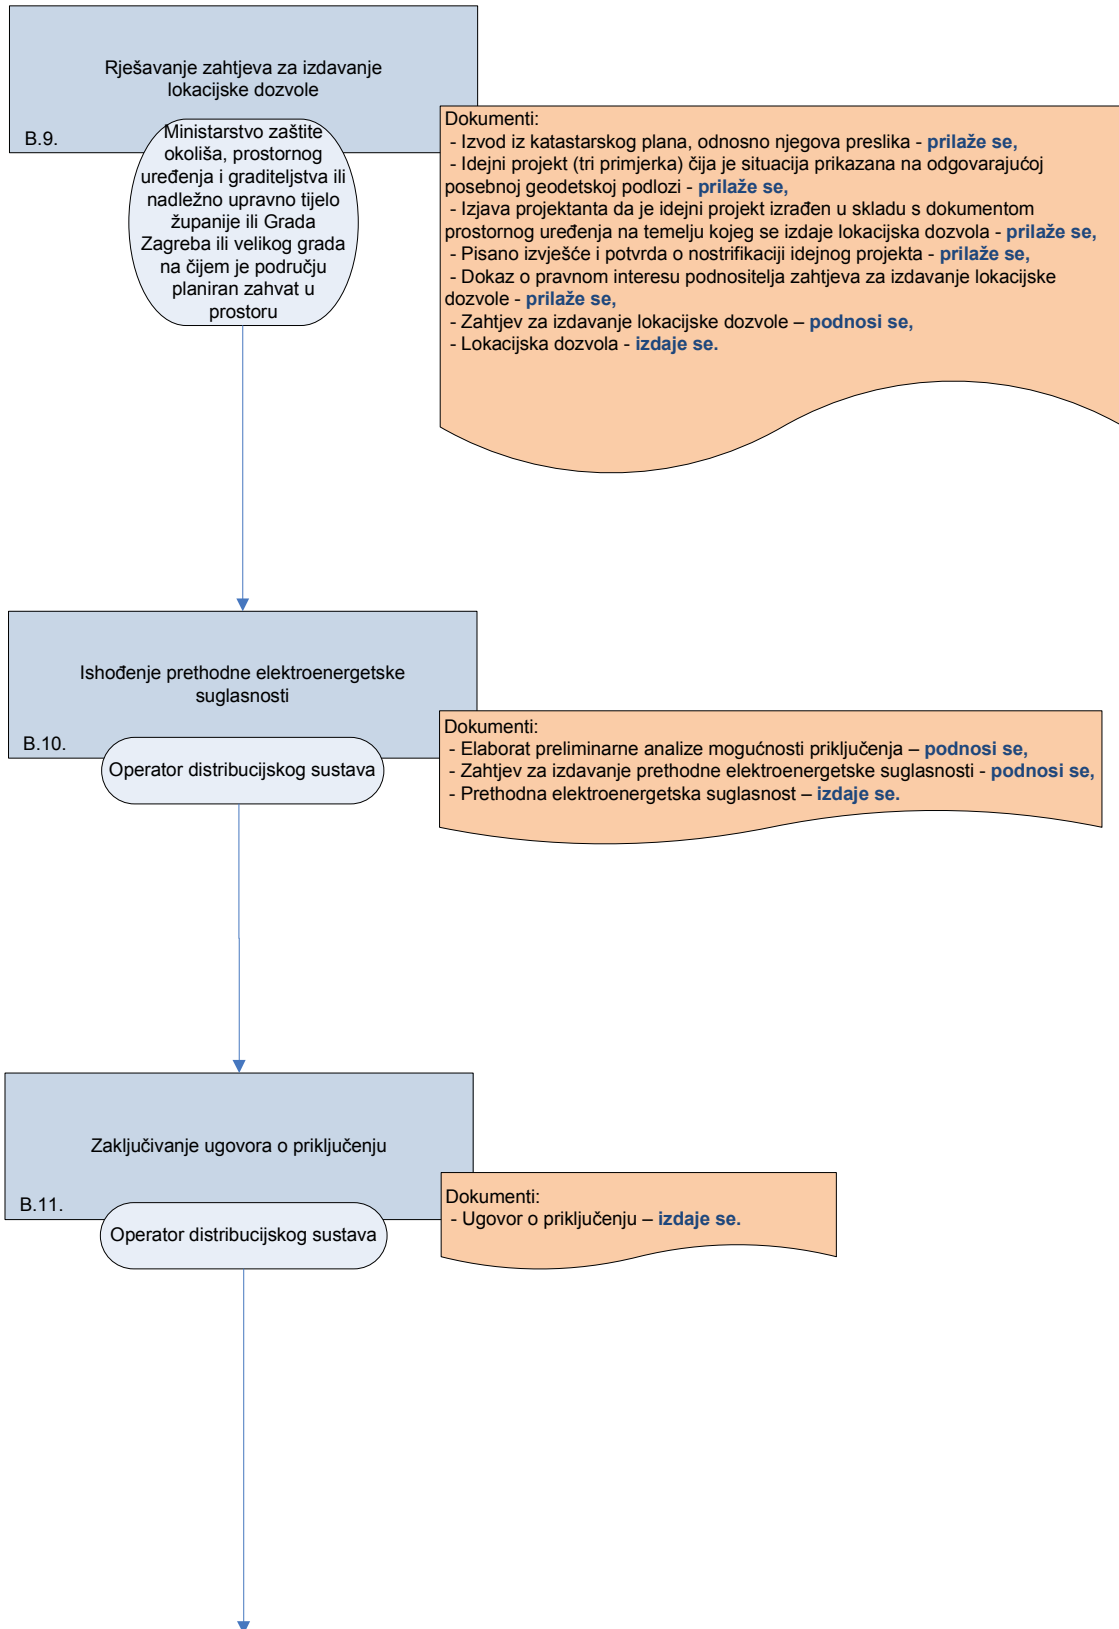 Rješavanje zahtjeva za izdavanje
lokacijske dozvole
B.9.
Ministarstvo zaštite
okoliša, prostornog
uređenja i graditeljstva ili
nadležno upravno tijelo
županije ili Grada
Zagreba ili velikog grada
na čijem je području
planiran zahvat u
prostoru
Dokumenti:
- Izvod iz katastarskog plana, odnosno njegova preslika - prilaže se,
- Idejni projekt (tri primjerka) čija je situacija prikazana na odgovarajućoj
posebnoj geodetskoj podlozi - prilaže se,
- Izjava projektanta da je idejni projekt izrađen u skladu s dokumentom
prostornog uređenja na temelju kojeg se izdaje lokacijska dozvola - prilaže se,
- Pisano izvješće i potvrda o nostrifikaciji idejnog projekta - prilaže se,
- Dokaz o pravnom interesu podnositelja zahtjeva za izdavanje lokacijske
dozvole - prilaže se,
- Zahtjev za izdavanje lokacijske dozvole – podnosi se,
- Lokacijska dozvola - izdaje se.
Ishođenje prethodne elektroenergetske
suglasnosti
B.10.
Operator distribucijskog sustava
Dokumenti:
- Elaborat preliminarne analize mogućnosti priključenja – podnosi se,
- Zahtjev za izdavanje prethodne elektroenergetske suglasnosti - podnosi se,
- Prethodna elektroenergetska suglasnost – izdaje se.
Zaključivanje ugovora o priključenju
B.11.
Operator distribucijskog sustava
Dokumenti:
- Ugovor o priključenju – izdaje se.